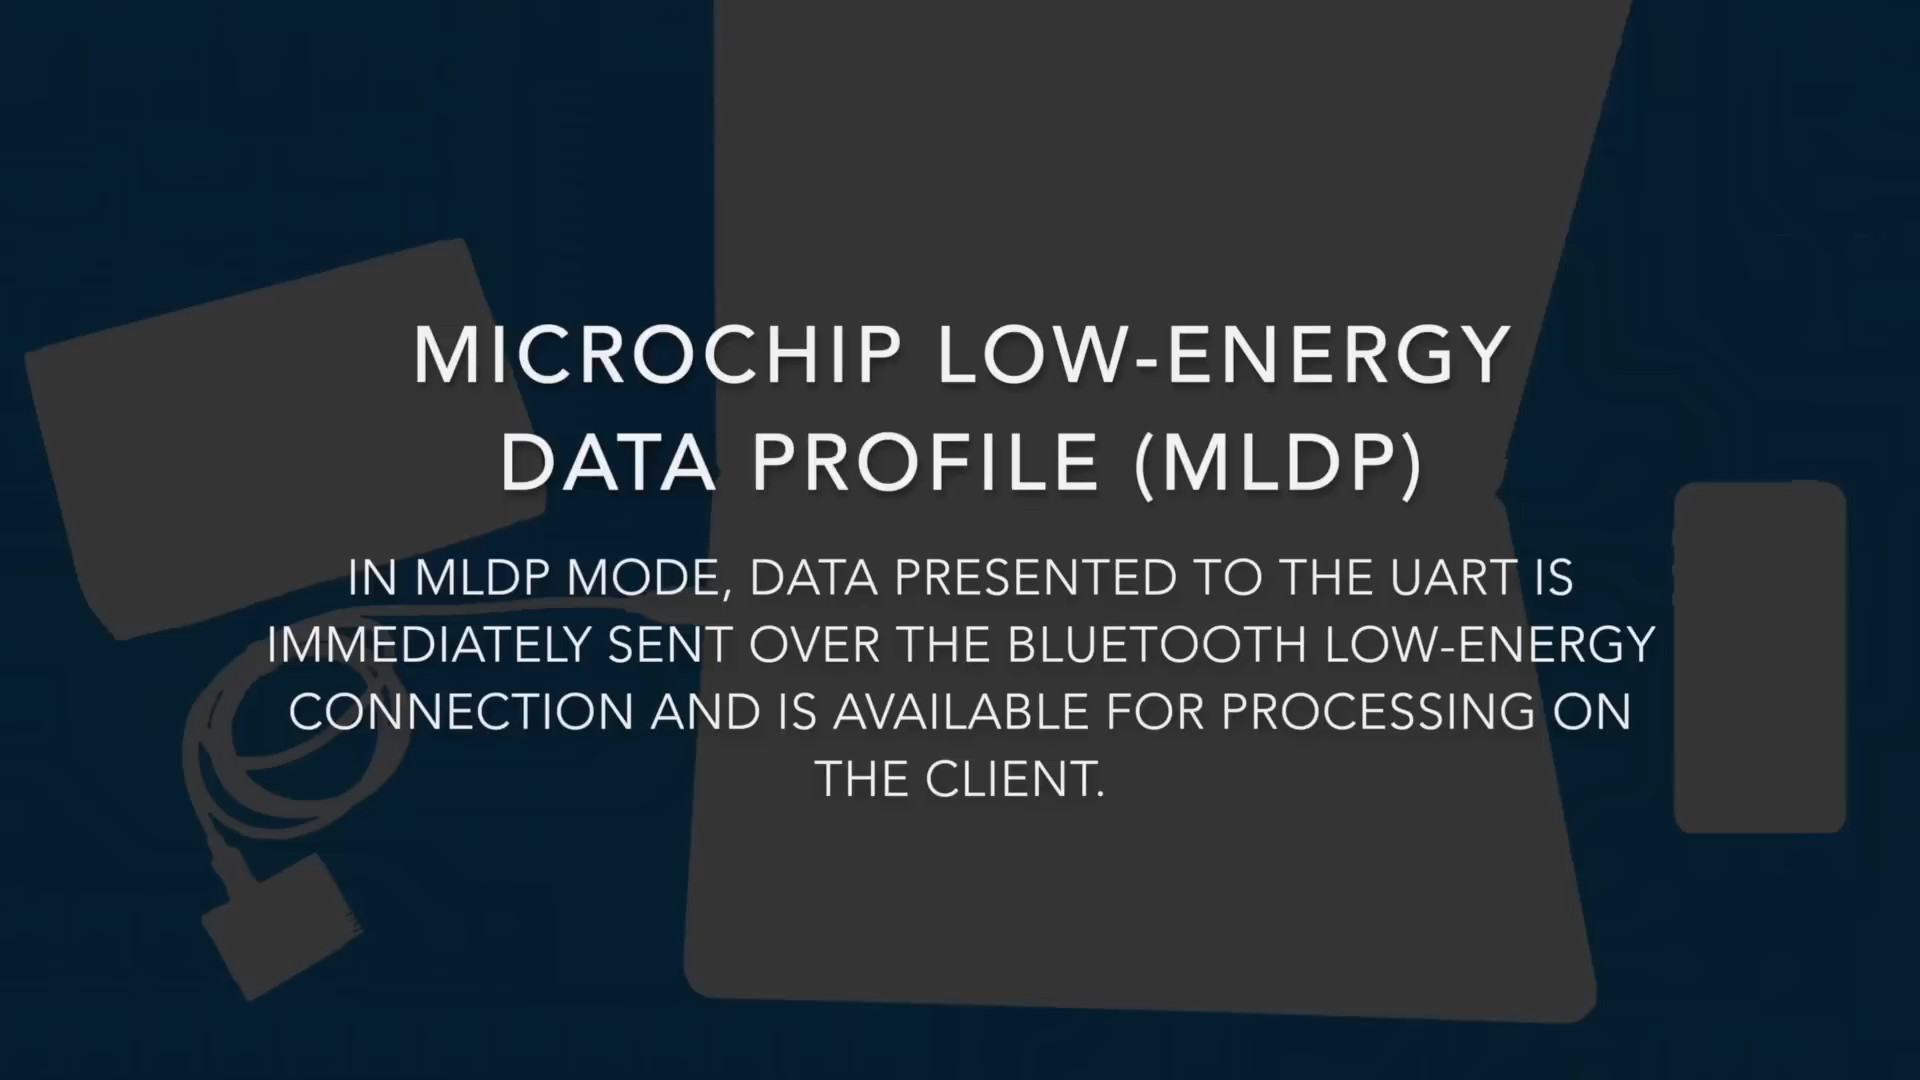 MICROCHIP LOW-ENERGY
DATA PROFILE (MLDP)
IN MLDP MODE, DATA PRESENTED TO THE UART IS
IMMEDIATELY SENT OVER THE BLUETOOTH LOW-ENERGY
CONNECTION AND IS AVAILABLE FOR PROCESSING ON
THE CLIENT.